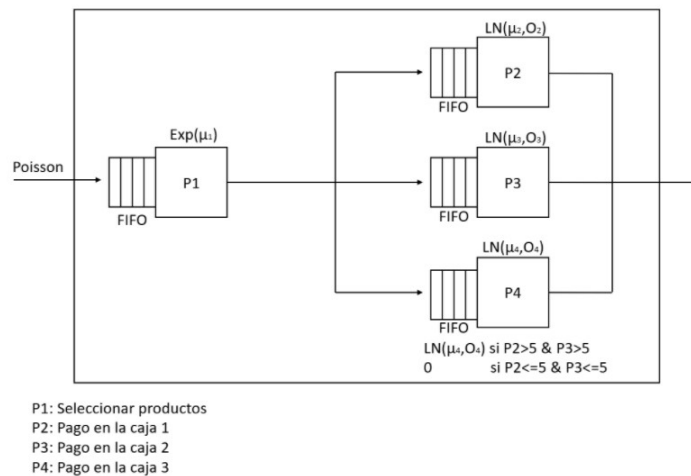 LN(μ₂,O₂)
P2
FIFO
Exp(μ₁)
Poisson
P1
FIFO
LN(μ₃,O₃)
P3
FIFO
LN(μ₄,O₄)
P4
FIFO
LN(μ₄,O₄) si P2>5 & P3>5
0 si P2<=5 & P3<=5
P1: Seleccionar productos
P2: Pago en la caja 1
P3: Pago en la caja 2
P4: Pago en la caja 3